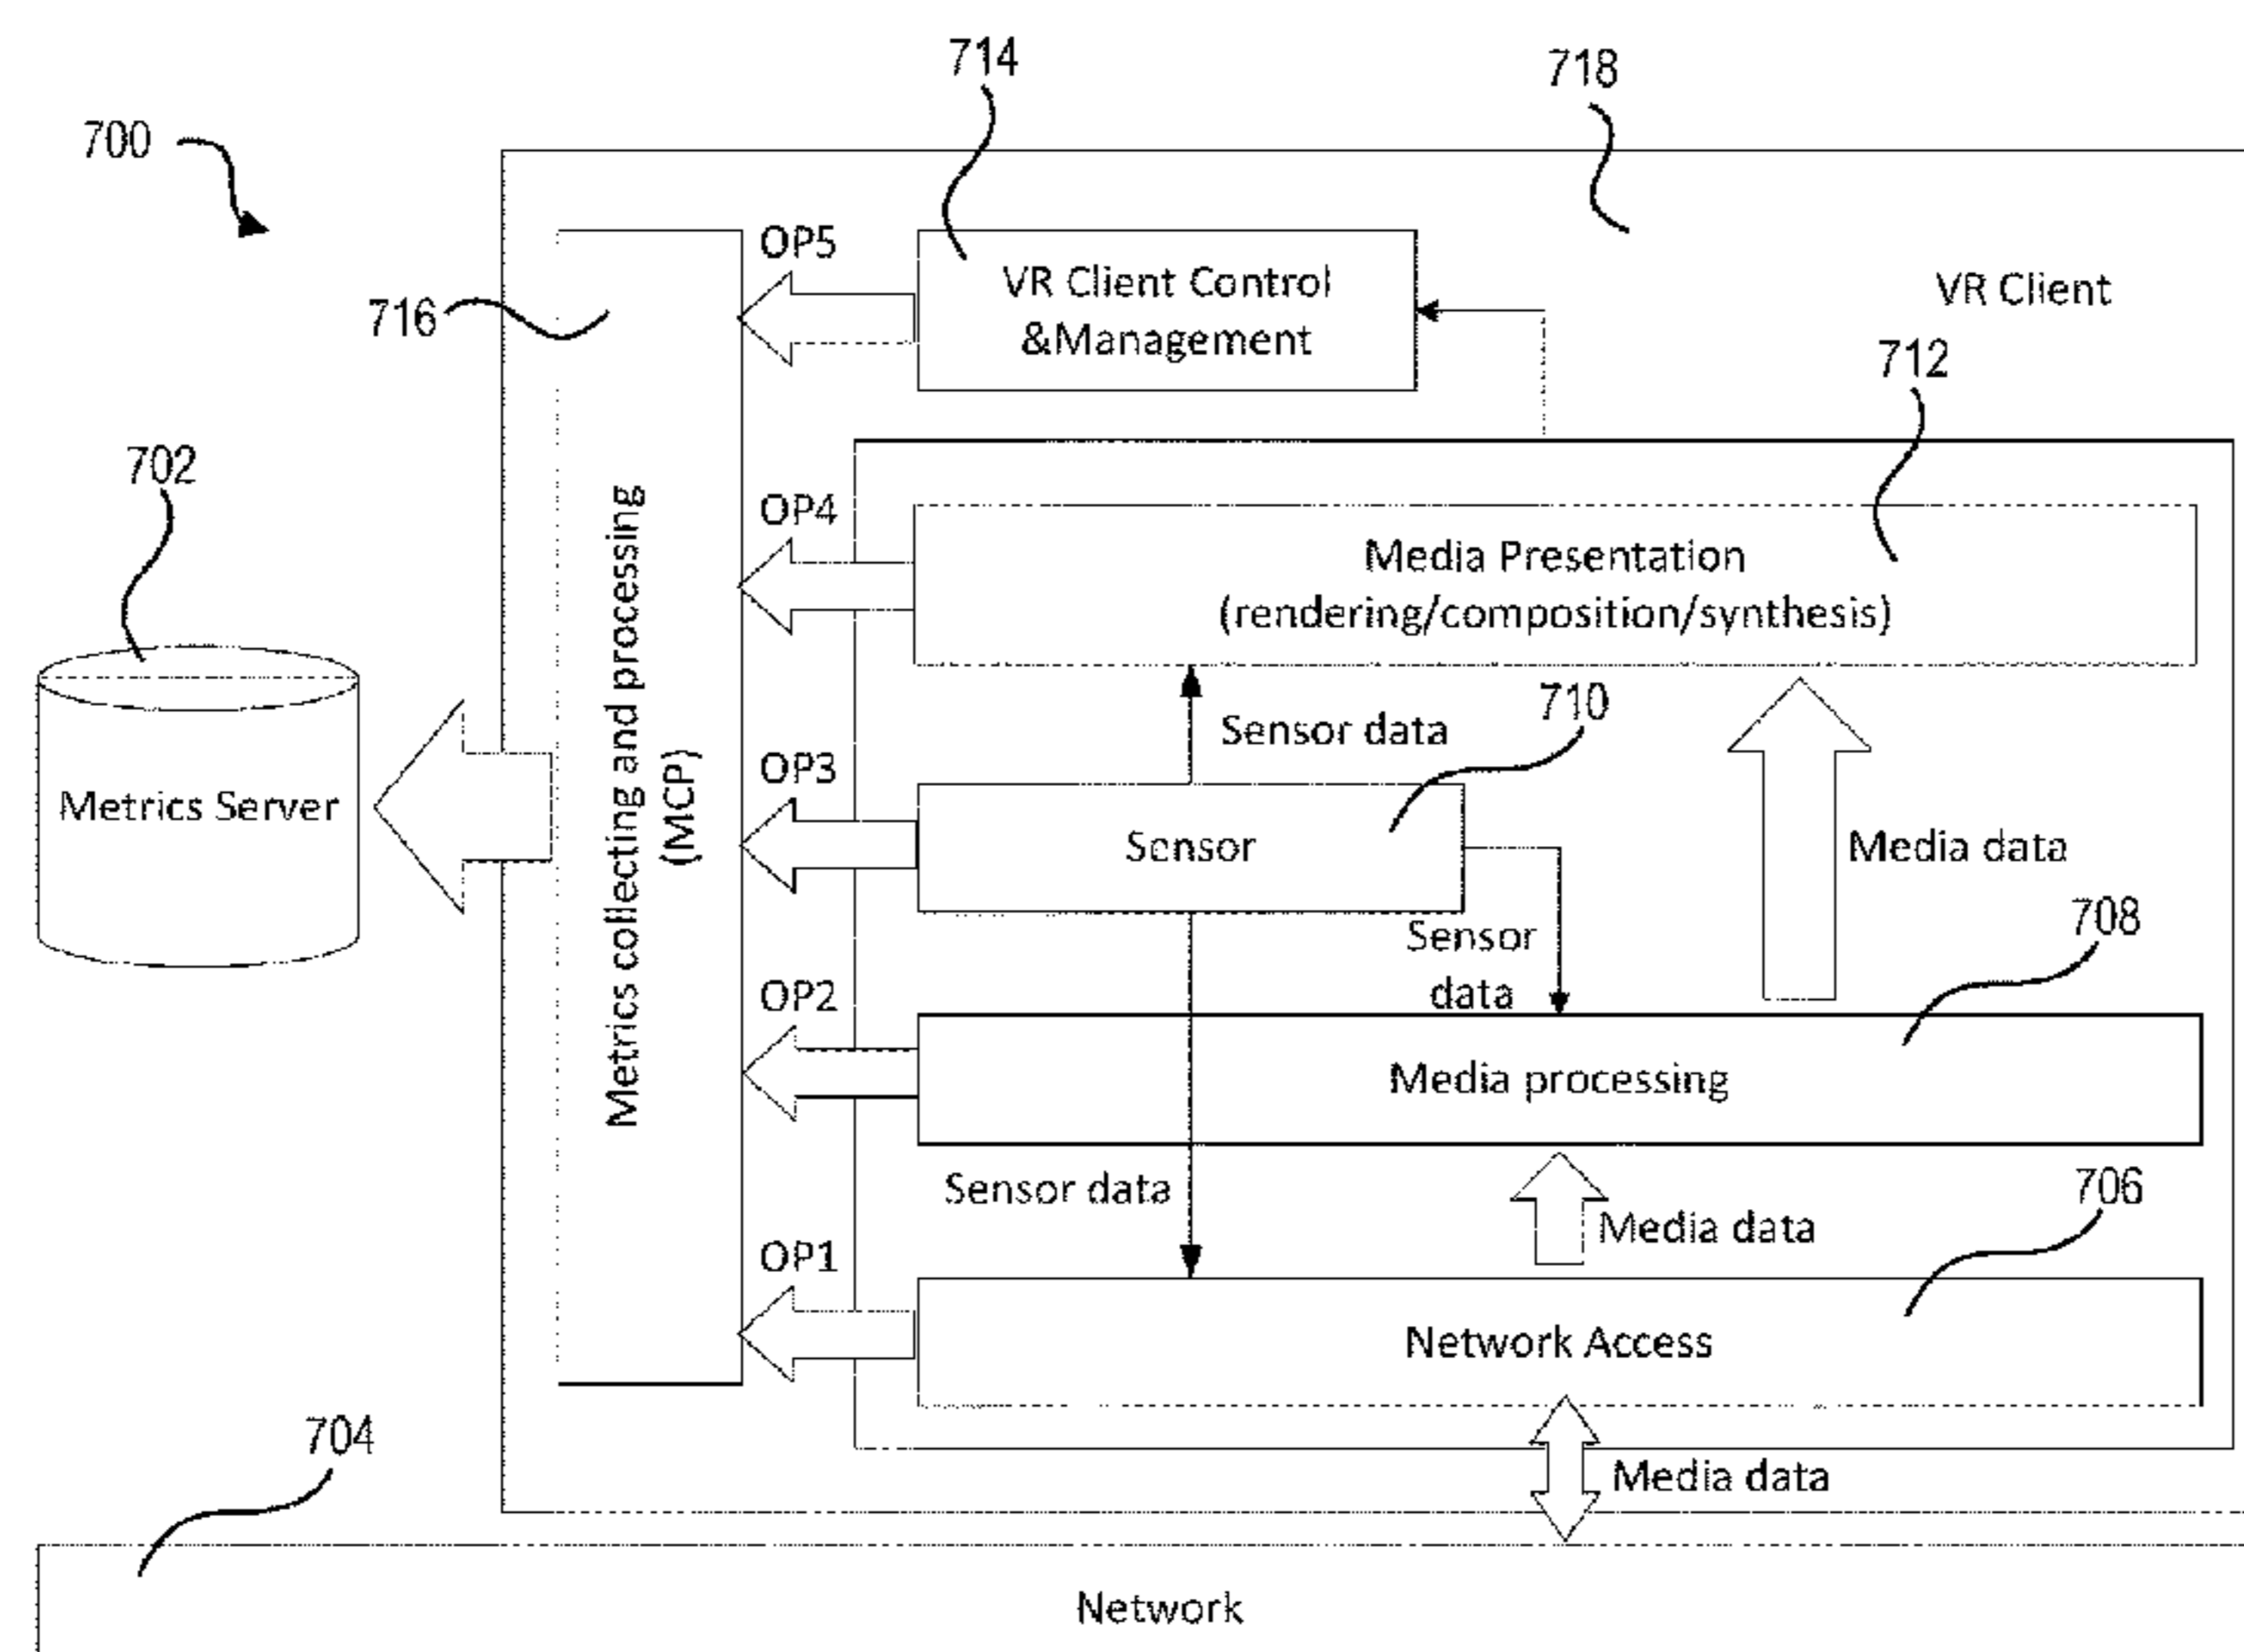 714
718
700
OP5
VR Client Control
&Management
VR Client
716
712
702
OP4
Media Presentation
(rendering/composition/synthesis)
Metrics collecting and processing
(MCP)
710
Sensor data
OP3
Metrics Server
Sensor
Media data
708
Sensor
data
OP2
Media processing
Sensor data
706
Media data
OP1
Network Access
704
Media data
Network